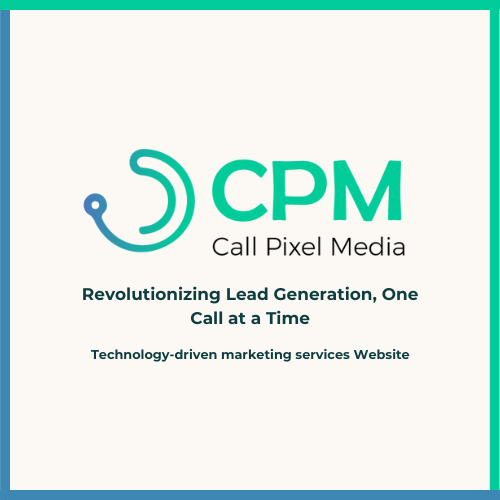 CPM
Call Pixel Media
Revolutionizing Lead Generation, One
Call at a Time
Technology-driven marketing services Website